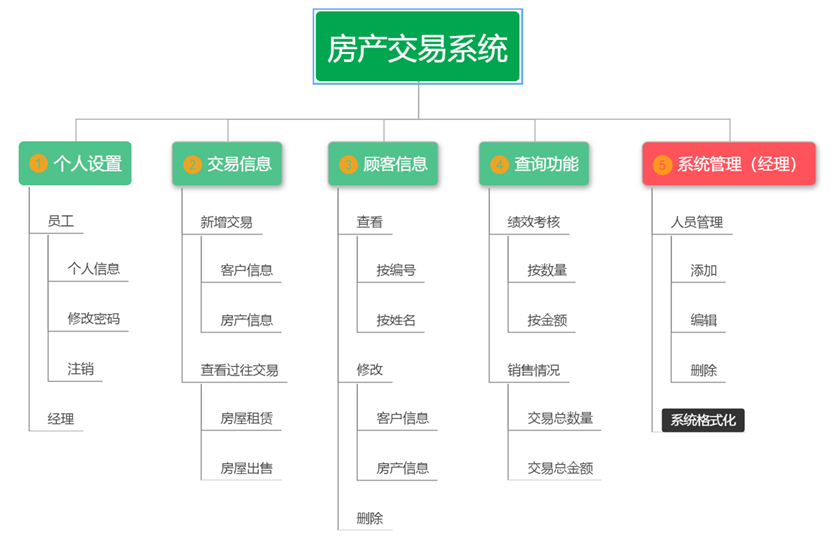 房产交易系统
1 个人设置
员工
个人信息
修改密码
注销
经理
2 交易信息
新增交易
客户信息
房产信息
查看过往交易
房屋租赁
房屋出售
3 顾客信息
查看
按编号
按姓名
修改
客户信息
房产信息
删除
4 查询功能
绩效考核
按数量
按金额
销售情况
交易总数量
交易总金额
5 系统管理（经理）
人员管理
添加
编辑
删除
系统格式化